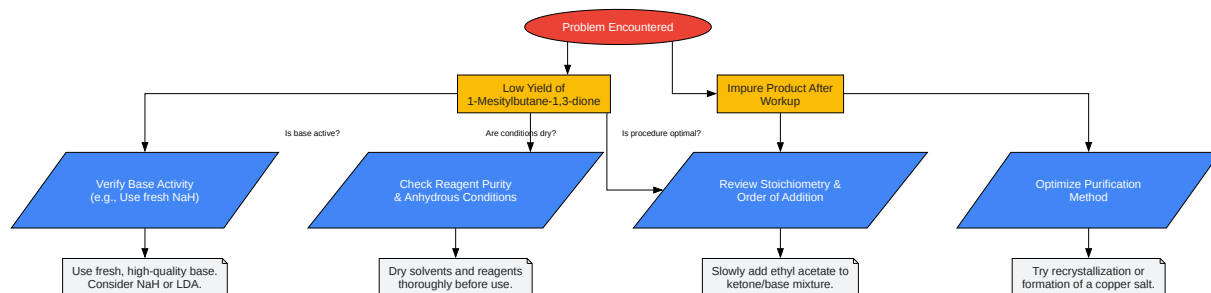 Problem Encountered
Low Yield of
1-Mesitylbutane-1,3-dione
Impure Product After
Workup
Is base active?
Are conditions dry?
Is procedure optimal?
Verify Base Activity
(e.g., Use fresh NaH)
Check Reagent Purity
& Anhydrous Conditions
Review Stoichiometry &
Order of Addition
Optimize Purification
Method
Use fresh, high-quality base.
Consider NaH or LDA.
Dry solvents and reagents
thoroughly before use.
Slowly add ethyl acetate to
ketone/base mixture.
Try recrystallization or
formation of a copper salt.